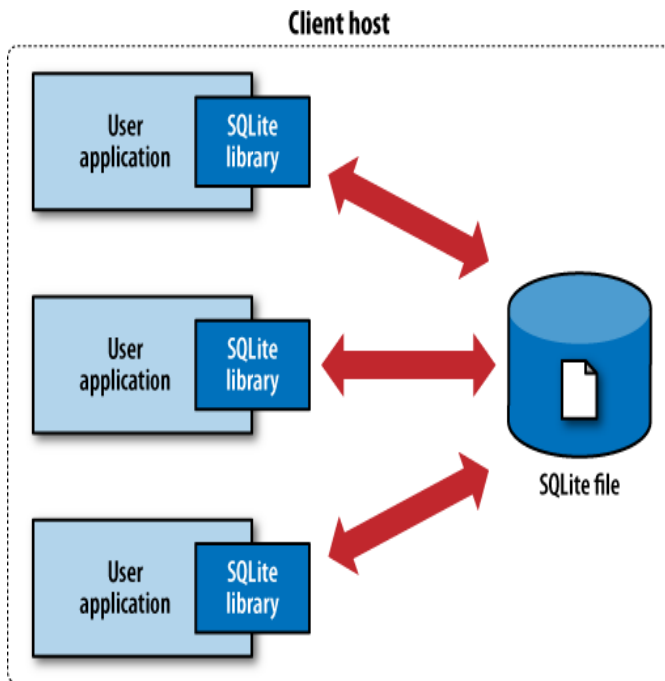 Client host
User
application
SQLite
library
User
application
SQLite
library
SQLite file
User
application
SQLite
library